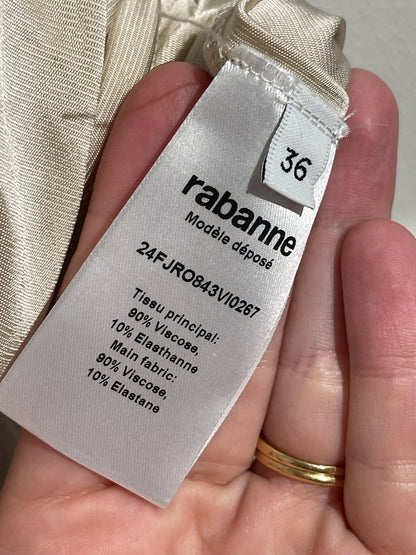 36
rabanne
Modèle déposé
24FJRO843VI0267
Tissu principal:
90% Viscose,
10% Elasthanne
Main fabric:
90% Viscose,
10% Elastane